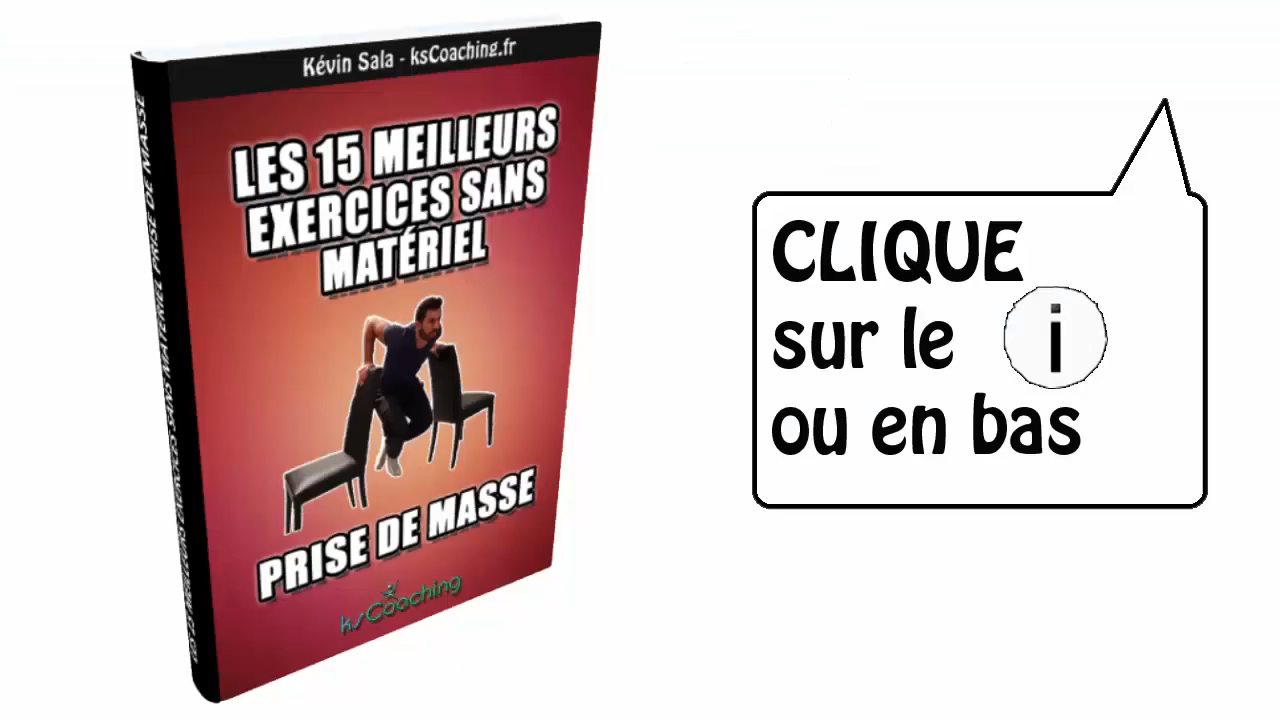 Kévin Sala - ksCoaching.fr
LES 15 MEILLEURS
EXERCICES SANS
MATÉRIEL
PRISE DE MASSE
ksCoaching
LES 15 MEILLEURS EXERCICES SANS MATÉRIEL PRISE DE MASSE
CLIQUE
sur le i
ou en bas